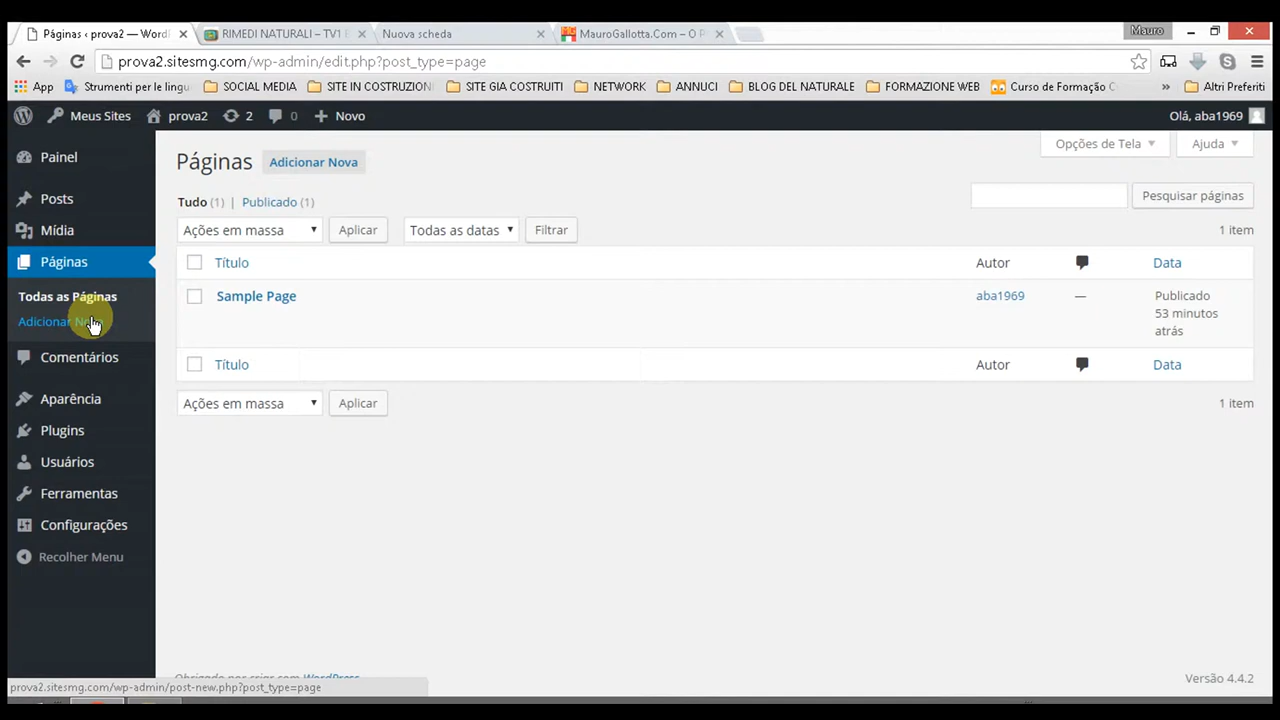 Páginas ‹ prova2 — Word
RIMEDI NATURALI – TV1
Nuova scheda
MauroGallotta.Com – O P
Mauro
prova2.sitesmg.com/wp-admin/edit.php?post_type=page
App
Strumenti per le lingu
SOCIAL MEDIA
SITE IN COSTRUZION
SITE GIA COSTRUITI
NETWORK
ANNUCI
BLOG DEL NATURALE
FORMAZIONE WEB
Curso de Formação C
»
Altri Preferiti
Meus Sites
prova2
2
0
Novo
Olá, aba1969
Painel
Posts
Mídia
Páginas
Todas as Páginas
Adicionar
Comentários
Aparência
Plugins
Usuários
Ferramentas
Configurações
Recolher Menu
Páginas
Adicionar Nova
Opções de Tela
Ajuda
Tudo (1) | Publicado (1)
Pesquisar páginas
Ações em massa
Aplicar
Todas as datas
Filtrar
1 item
Título
Autor
Data
Sample Page
aba1969
—
Publicado
53 minutos
atrás
Título
Autor
Data
Ações em massa
Aplicar
1 item
Obrigado por criar com WordPress
Versão 4.4.2
prova2.sitesmg.com/wp-admin/post-new.php?post_type=page